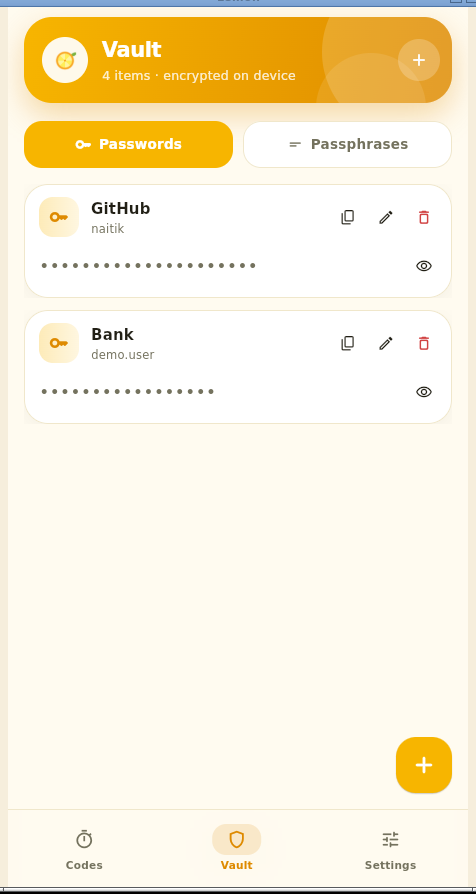 Vault
4 items · encrypted on device
Passwords
Passphrases
GitHub
naitik
•••••••••••••••••••••
Bank
demo.user
•••••••••••••••••
Codes
Vault
Settings